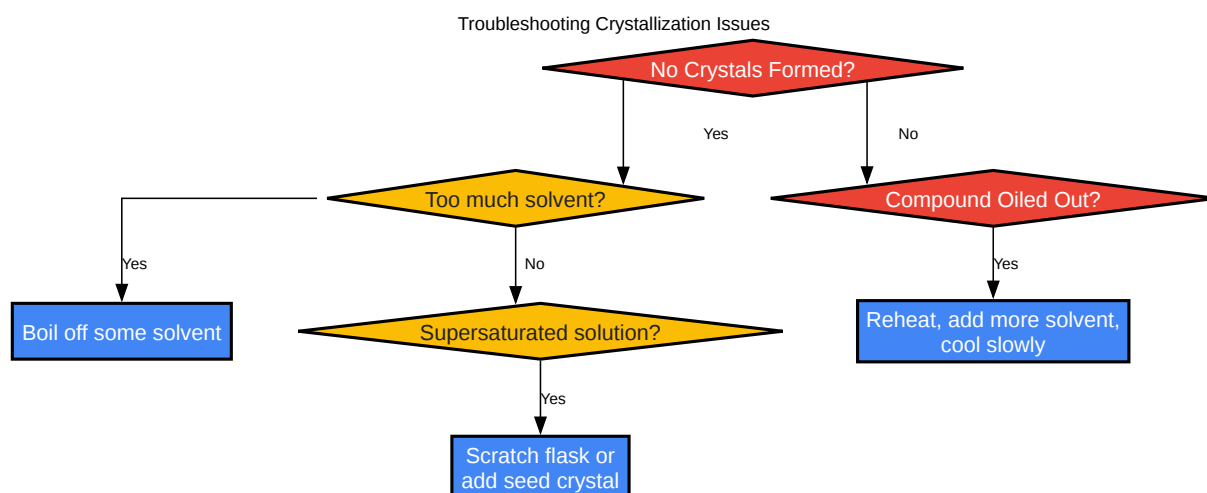 Troubleshooting Crystallization Issues
No Crystals Formed?
Yes
No
Too much solvent?
Compound Oiled Out?
Yes
No
Yes
Boil off some solvent
Supersaturated solution?
Reheat, add more solvent,
cool slowly
Yes
Scratch flask or
add seed crystal